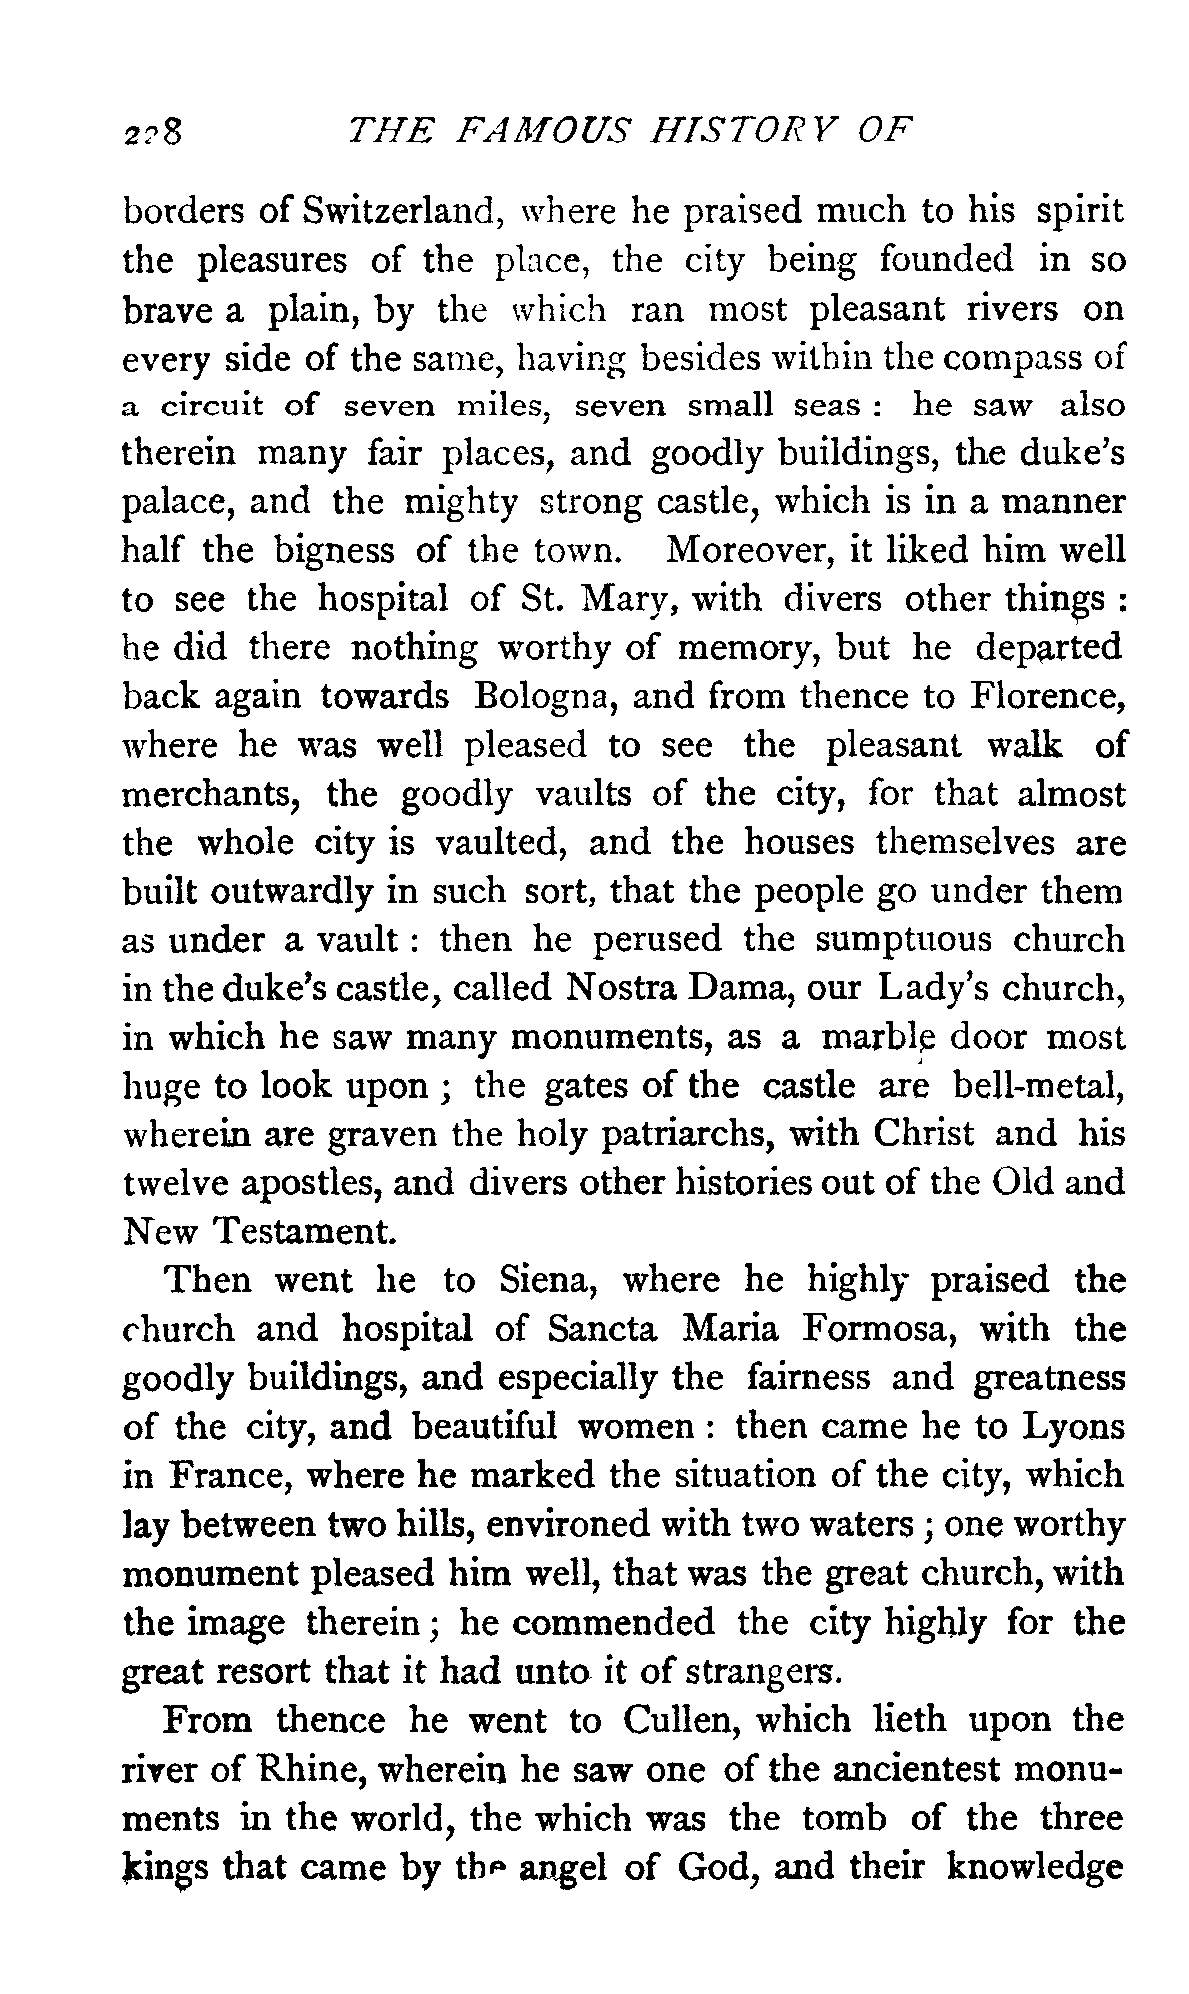 THE FAMOUS HISTORY OF
borders of Switzerland, where he praised much to his spirit
the pleasures of the place, the city being founded in so
brave a plain, by the which ran most pleasant rivers on
every side of the same, having besides within the compass of
a circuit of seven miles, seven small seas : he saw also
therein many fair places, and goodly buildings, the duke's
palace, and the mighty strong castle, which is in a manner
half the bigness of the town. Moreover, it liked him well
to see the hospital of St. Mary, with divers other things :
he did there nothing worthy of memory, but he departed
back again towards Bologna, and from thence to Florence,
where he was well pleased to see the pleasant walk of
merchants, the goodly vaults of the city, for that almost
the whole city is vaulted, and the houses themselves are
built outwardly in such sort, that the people go under them
as under a vault : then he perused the sumptuous church
in the duke's castle, called Nostra Dama, our Lady's church,
in which he saw many monuments, as a marble door most
huge to look upon ; the gates of the castle are bell-metal,
wherein are graven the holy patriarchs, with Christ and his
twelve apostles, and divers other histories out of the Old and
New Testament.
Then went he to Siena, where he highly praised the
church and hospital of Sancta Maria Formosa, with the
goodly buildings, and especially the fairness and greatness
of the city, and beautiful women : then came he to Lyons
in France, where he marked the situation of the city, which
lay between two hills, environed with two waters ; one worthy
monument pleased him well, that was the great church, with
the image therein ; he commended the city highly for the
great resort that it had unto it of strangers.
From thence he went to Cullen, which lieth upon the
river of Rhine, wherein he saw one of the ancientest monu-
ments in the world, the which was the tomb of the three
kings that came by the angel of God, and their knowledge